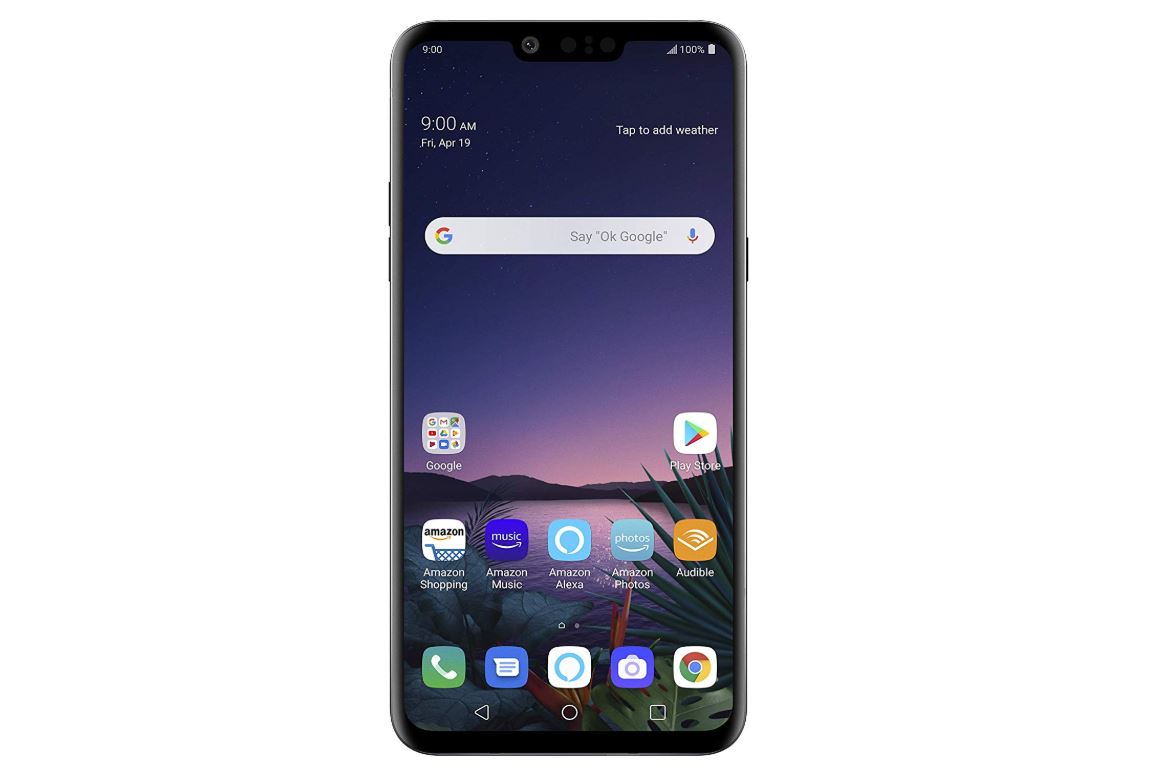 9:00
100%
9:00 AM
Fri, Apr 19
Tap to add weather
Say "Ok Google"
Google
Play Store
amazon
music
photos
Amazon Shopping
Amazon Music
Amazon Alexa
Amazon Photos
Audible